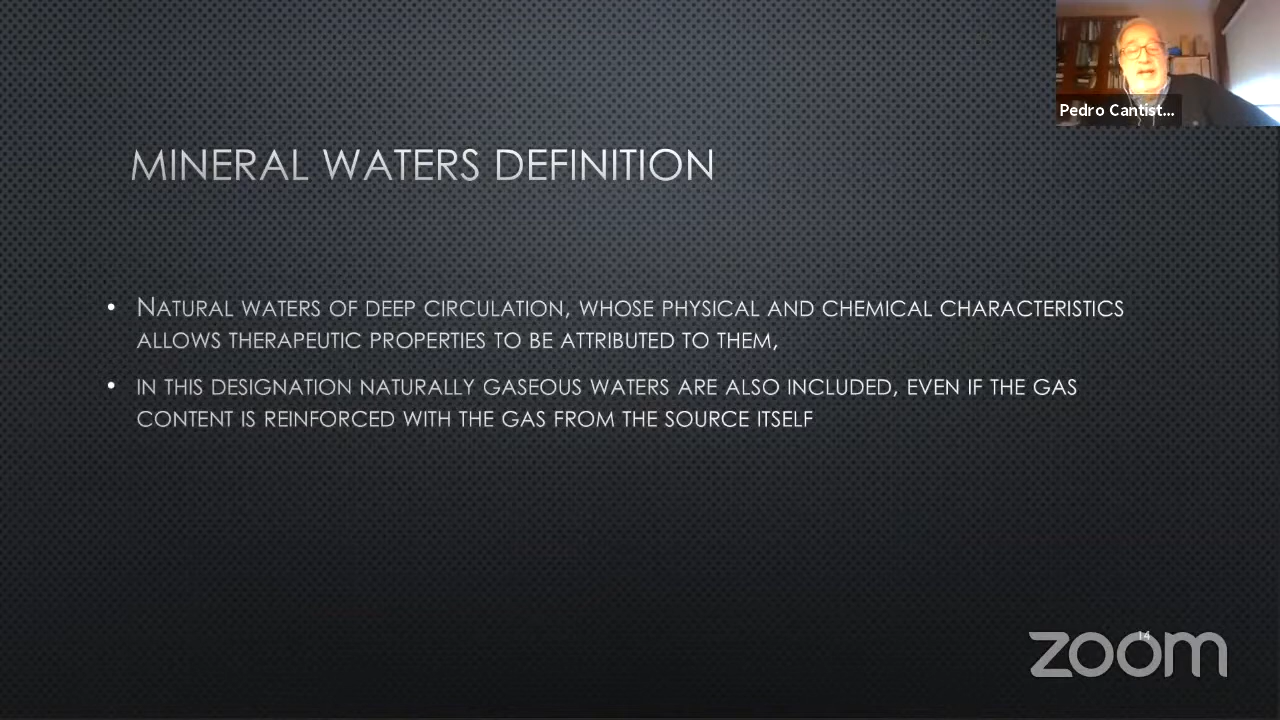 Pedro Cantist...
MINERAL WATERS DEFINITION
• NATURAL WATERS OF DEEP CIRCULATION, WHOSE PHYSICAL AND CHEMICAL CHARACTERISTICS
ALLOWS THERAPEUTIC PROPERTIES TO BE ATTRIBUTED TO THEM,
• IN THIS DESIGNATION NATURALLY GASEOUS WATERS ARE ALSO INCLUDED, EVEN IF THE GAS
CONTENT IS REINFORCED WITH THE GAS FROM THE SOURCE ITSELF
14
zoom